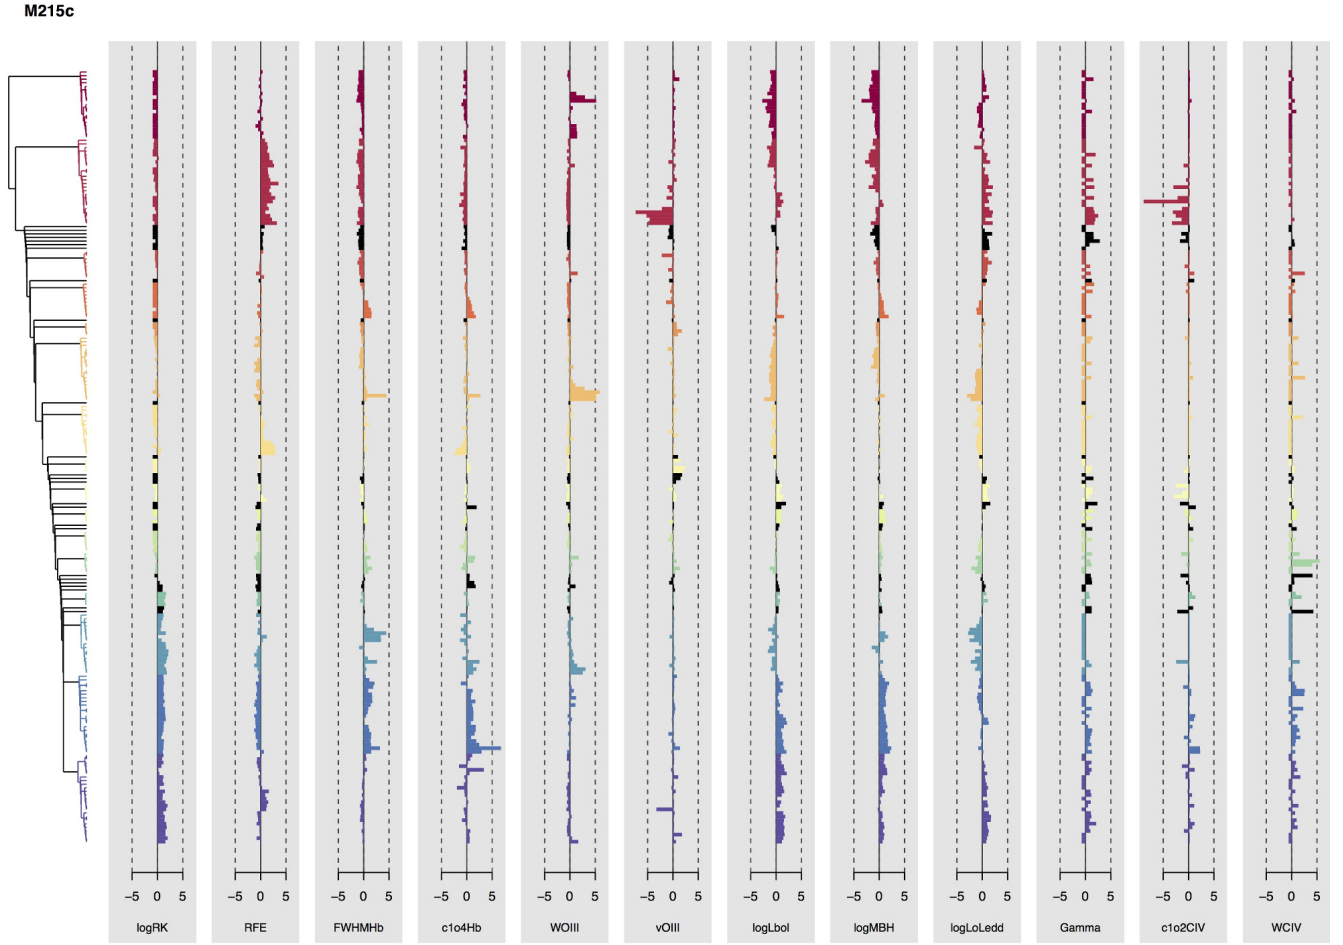 M215c
−5 0 5 −5 0 5 −5 0 5 −5 0 5 −5 0 5 −5 0 5 −5 0 5 −5 0 5 −5 0 5 −5 0 5 −5 0 5 −5 0 5
logRK RFE FWHMHb c1o4Hb WOIII vOIII logLbol logMBH logLoLedd Gamma c1o2CIV WCIV